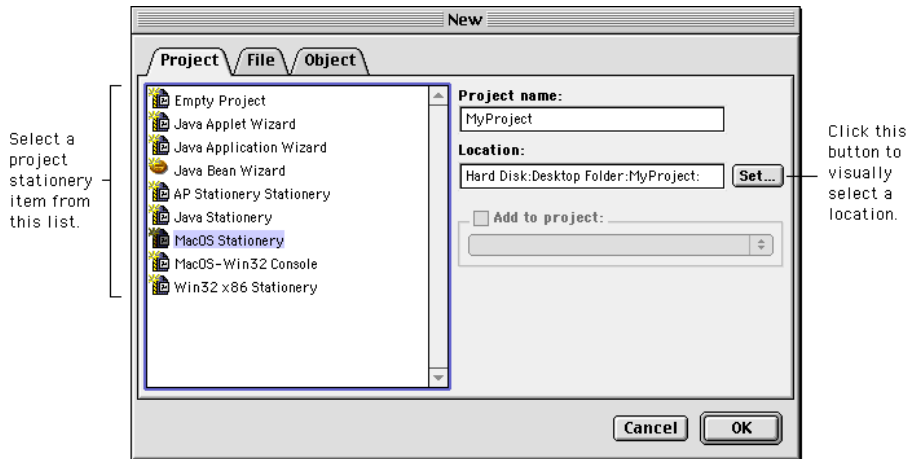 New
Project File Object
Select a
project
stationery
item from
this list.
Empty Project
Java Applet Wizard
Java Application Wizard
Java Bean Wizard
AP Stationery Stationery
Java Stationery
MacOS Stationery
MacOS-Win32 Console
Win32 x86 Stationery
Project name:
MyProject
Location:
Hard Disk:Desktop Folder:MyProject:
Set...
Add to project:
Click this
button to
visually
select a
location.
Cancel OK